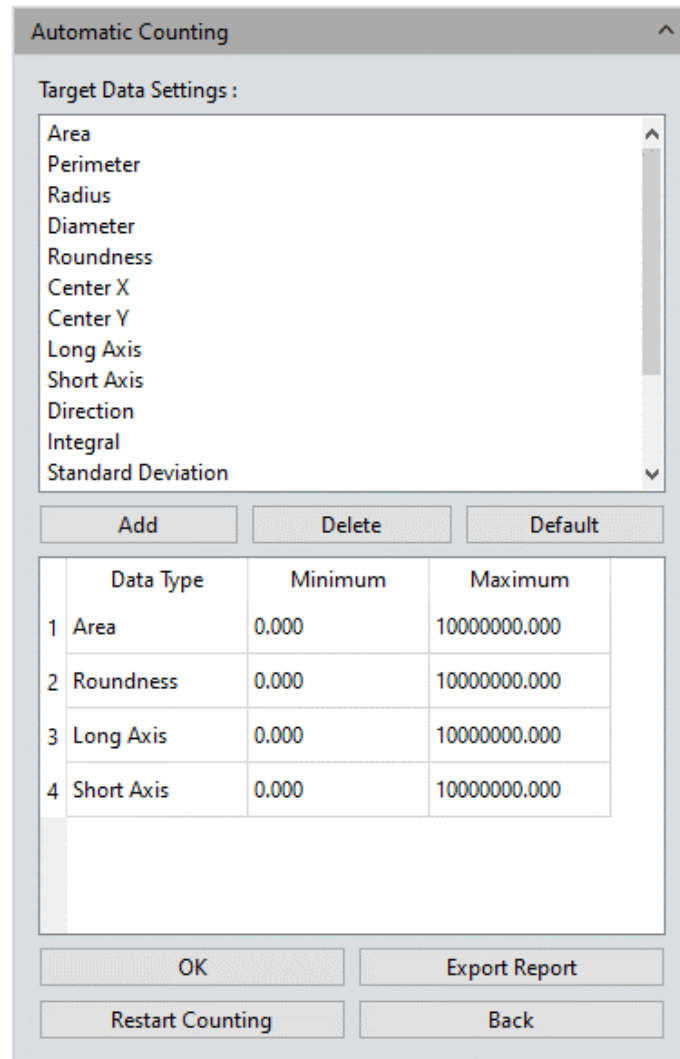 Automatic Counting
Target Data Settings :
Area
Perimeter
Radius
Diameter
Roundness
Center X
Center Y
Long Axis
Short Axis
Direction
Integral
Standard Deviation
Add Delete Default
Data Type Minimum Maximum
1 Area 0.000 10000000.000
2 Roundness 0.000 10000000.000
3 Long Axis 0.000 10000000.000
4 Short Axis 0.000 10000000.000
OK Export Report
Restart Counting Back